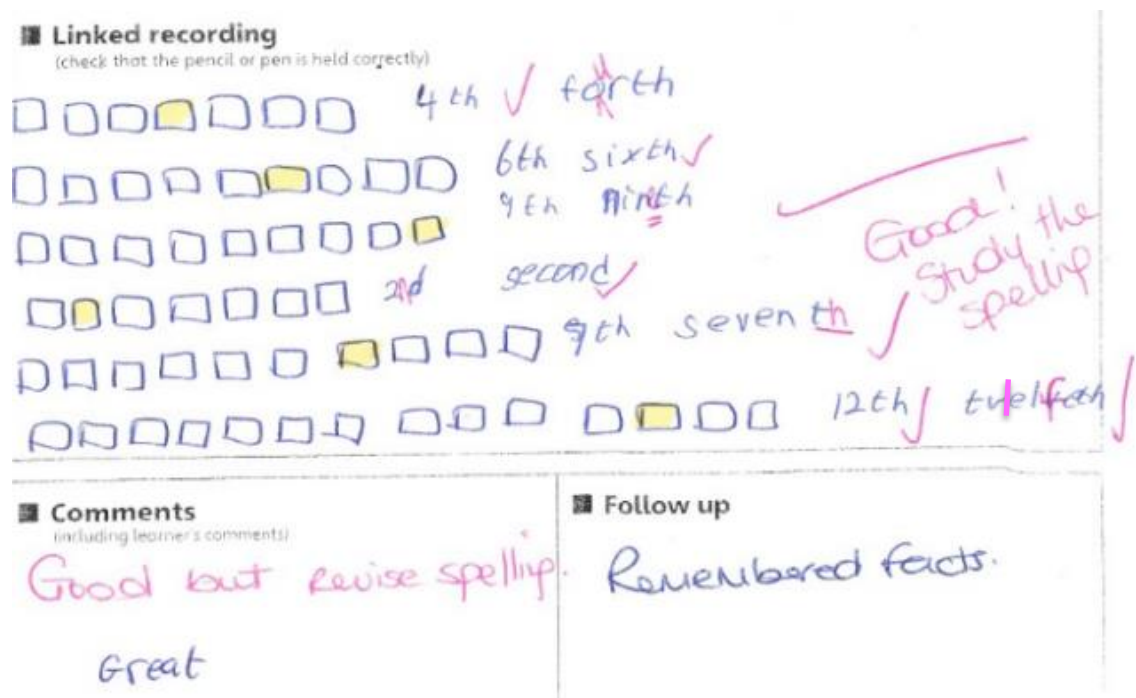 Linked recording
(check that the pencil or pen is held correctly)
4th forth
6th sixth
9th ninth
2nd second
9th seventh
12th
Good!
Study the
spelling
Comments
(including learner's comments)
Good but revise spelling.
Great
Follow up
Remembered facts.